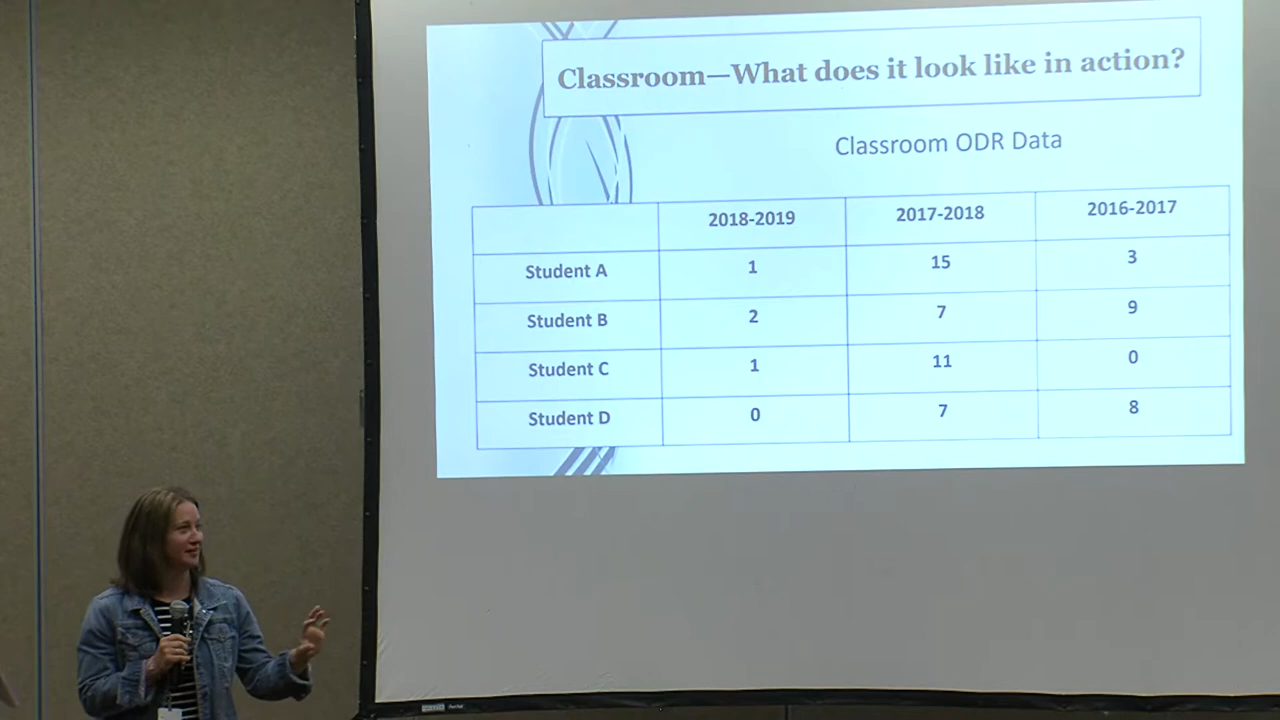 Classroom—What does it look like in action?
Classroom ODR Data
2018-2019 2017-2018 2016-2017
Student A 1 15 3
Student B 2 7 9
Student C 1 11 0
Student D 0 7 8